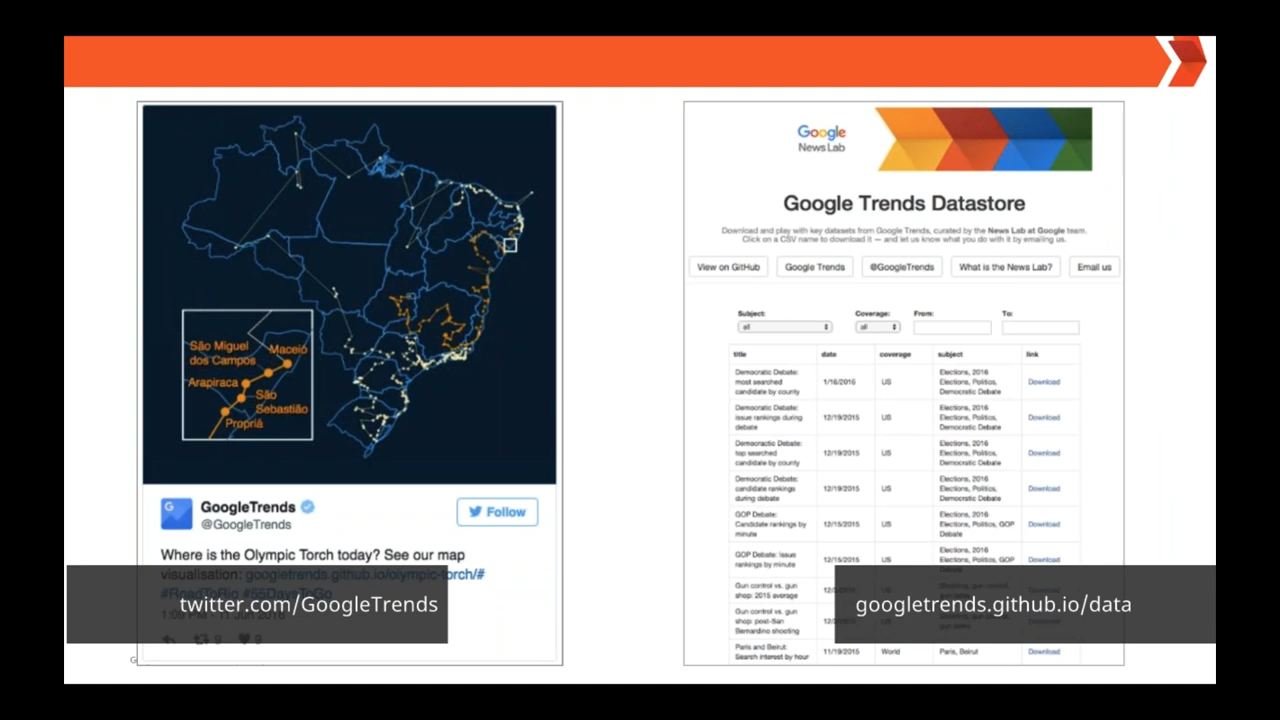 São Miguel
dos Campos
Maceió
Arapiraca
São
Sebastião
Propriá
GoogleTrends
@GoogleTrends
Follow
Where is the Olympic Torch today? See our map
visualisation: googletrends.github.io/olympic-torch/#
#RoadToRio #55DaysToGo
twitter.com/GoogleTrends
9
9
Google
News Lab
Google Trends Datastore
Download and play with key datasets from Google Trends, curated by the News Lab at Google team.
Click on a CSV name to download it — and let us know what you do with it by emailing us.
View on GitHub
Google Trends
@GoogleTrends
What is the News Lab?
Email us
Subject:
Coverage:
From:
To:
all
all
title date coverage subject link
Democratic Debate:
most searched
candidate by county
1/16/2016
US
Elections, 2016
Elections, Politics,
Democratic Debate
Download
Democratic Debate:
issue rankings during
debate
12/19/2015
US
Elections, 2016
Elections, Politics,
Democratic Debate
Download
Democractic Debate:
top searched
candidate by county
12/19/2015
US
Elections, 2016
Elections, Politics,
Democratic Debate
Download
Democratic Debate:
candidate rankings
during debate
12/19/2015
US
Elections, 2016
Elections, Politics,
Democratic Debate
Download
GOP Debate:
Candidate rankings by
minute
12/15/2015
US
Elections, 2016
Elections, Politics, GOP
Debate
Download
GOP Debate: Issue
rankings by minute
12/15/2015
US
Elections, 2016
Elections, Politics, GOP
Download
Gun control vs. gun
shop: 2015 average
Gun control vs. gun
shop: post-San
Bernardino shooting
googletrends.github.io/data
Paris and Beirut:
Search interest by hour
11/19/2015
World
Paris, Beirut
Download